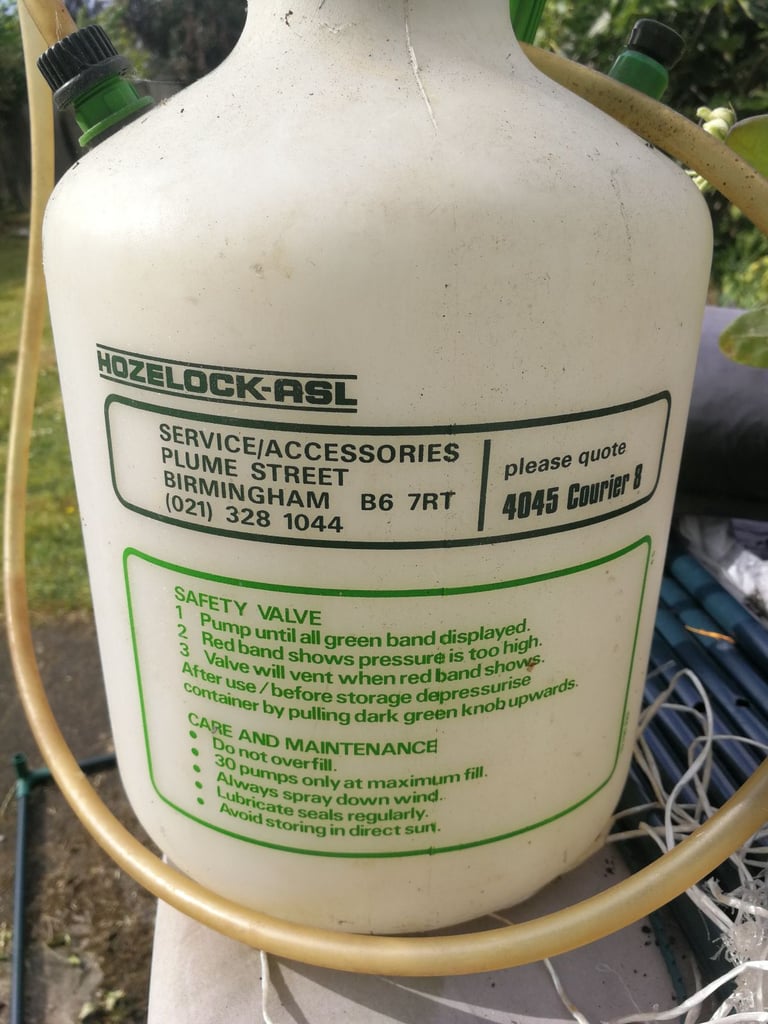 HOZELOCK-ASL
SERVICE/ACCESSORIES
PLUME STREET
BIRMINGHAM B6 7RT
(021) 328 1044
please quote
4045 Courier 8
SAFETY VALVE
1 Pump until all green band displayed.
2 Red band shows pressure is too high.
3 Valve will vent when red band shows.
After use / before storage depressurise
container by pulling dark green knob upwards.
CARE AND MAINTENANCE
• Do not overfill.
• 30 pumps only at maximum fill.
• Always spray down wind.
• Lubricate seals regularly.
• Avoid storing in direct sun.